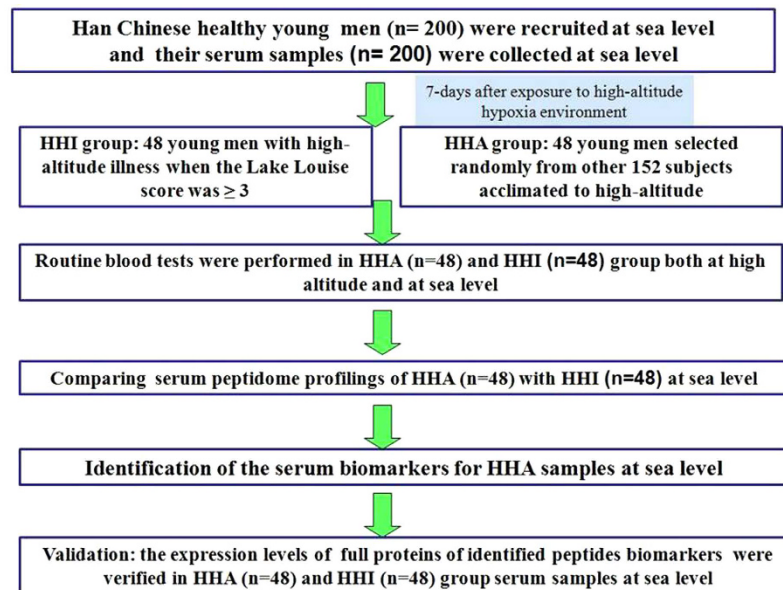 Han Chinese healthy young men (n= 200) were recruited at sea level
and their serum samples (n= 200) were collected at sea level
7-days after exposure to high-altitude
hypoxia environment
HHI group: 48 young men with high-
altitude illness when the Lake Louise
score was ≥ 3
HHA group: 48 young men selected
randomly from other 152 subjects
acclimated to high-altitude
Routine blood tests were performed in HHA (n=48) and HHI (n=48) group both at high
altitude and at sea level
Comparing serum peptidome profilings of HHA (n=48) with HHI (n=48) at sea level
Identification of the serum biomarkers for HHA samples at sea level
Validation: the expression levels of full proteins of identified peptides biomarkers were
verified in HHA (n=48) and HHI (n=48) group serum samples at sea level